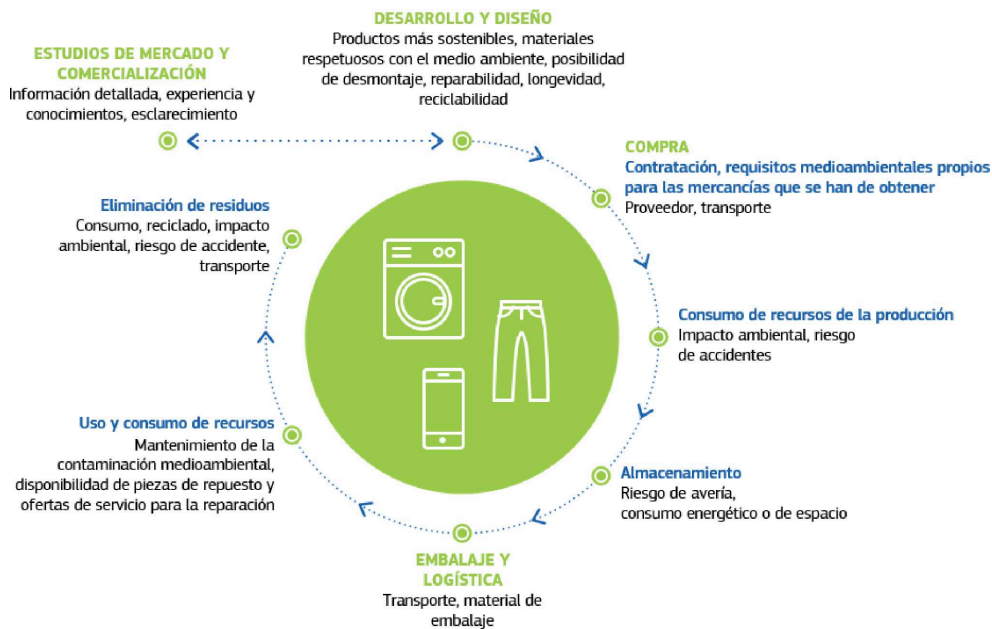 DESARROLLO Y DISEÑO
Productos más sostenibles, materiales
respetuosos con el medio ambiente, posibilidad
de desmontaje, reparabilidad, longevidad,
reciclabilidad
ESTUDIOS DE MERCADO Y
COMERCIALIZACIÓN
Información detallada, experiencia y
conocimientos, esclarecimiento
COMPRA
Contratación, requisitos medioambientales propios
para las mercancías que se han de obtener
Proveedor, transporte
Consumo de recursos de la producción
Impacto ambiental, riesgo
de accidentes
Almacenamiento
Riesgo de avería,
consumo energético o de espacio
EMBALAJE Y
LOGÍSTICA
Transporte, material de
embalaje
Uso y consumo de recursos
Mantenimiento de la
contaminación medioambiental,
disponibilidad de piezas de repuesto y
ofertas de servicio para la reparación
Eliminación de residuos
Consumo, reciclado, impacto
ambiental, riesgo de accidente,
transporte